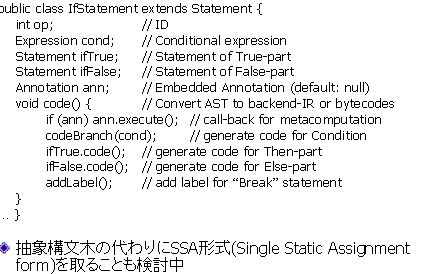 public class IfStatement extends Statement {
int op; // ID
Expression cond; // Conditional expression
Statement ifTrue; // Statement of True-part
Statement ifFalse; // Statement of False-part
Annotation ann; // Embedded Annotation (default: null)
void code() { // Convert AST to backend-IR or bytecodes
if (ann) ann.execute(); // call-back for metacomputation
codeBranch(cond); // generate code for Condition
ifTrue.code(); // generate code for Then-part
ifFalse.code(); // generate code for Else-part
addLabel(); // add label for “Break” statement
}
... }
抽象構文木の代わりにSSA形式(Single Static Assignment
form)を取ることも検討中